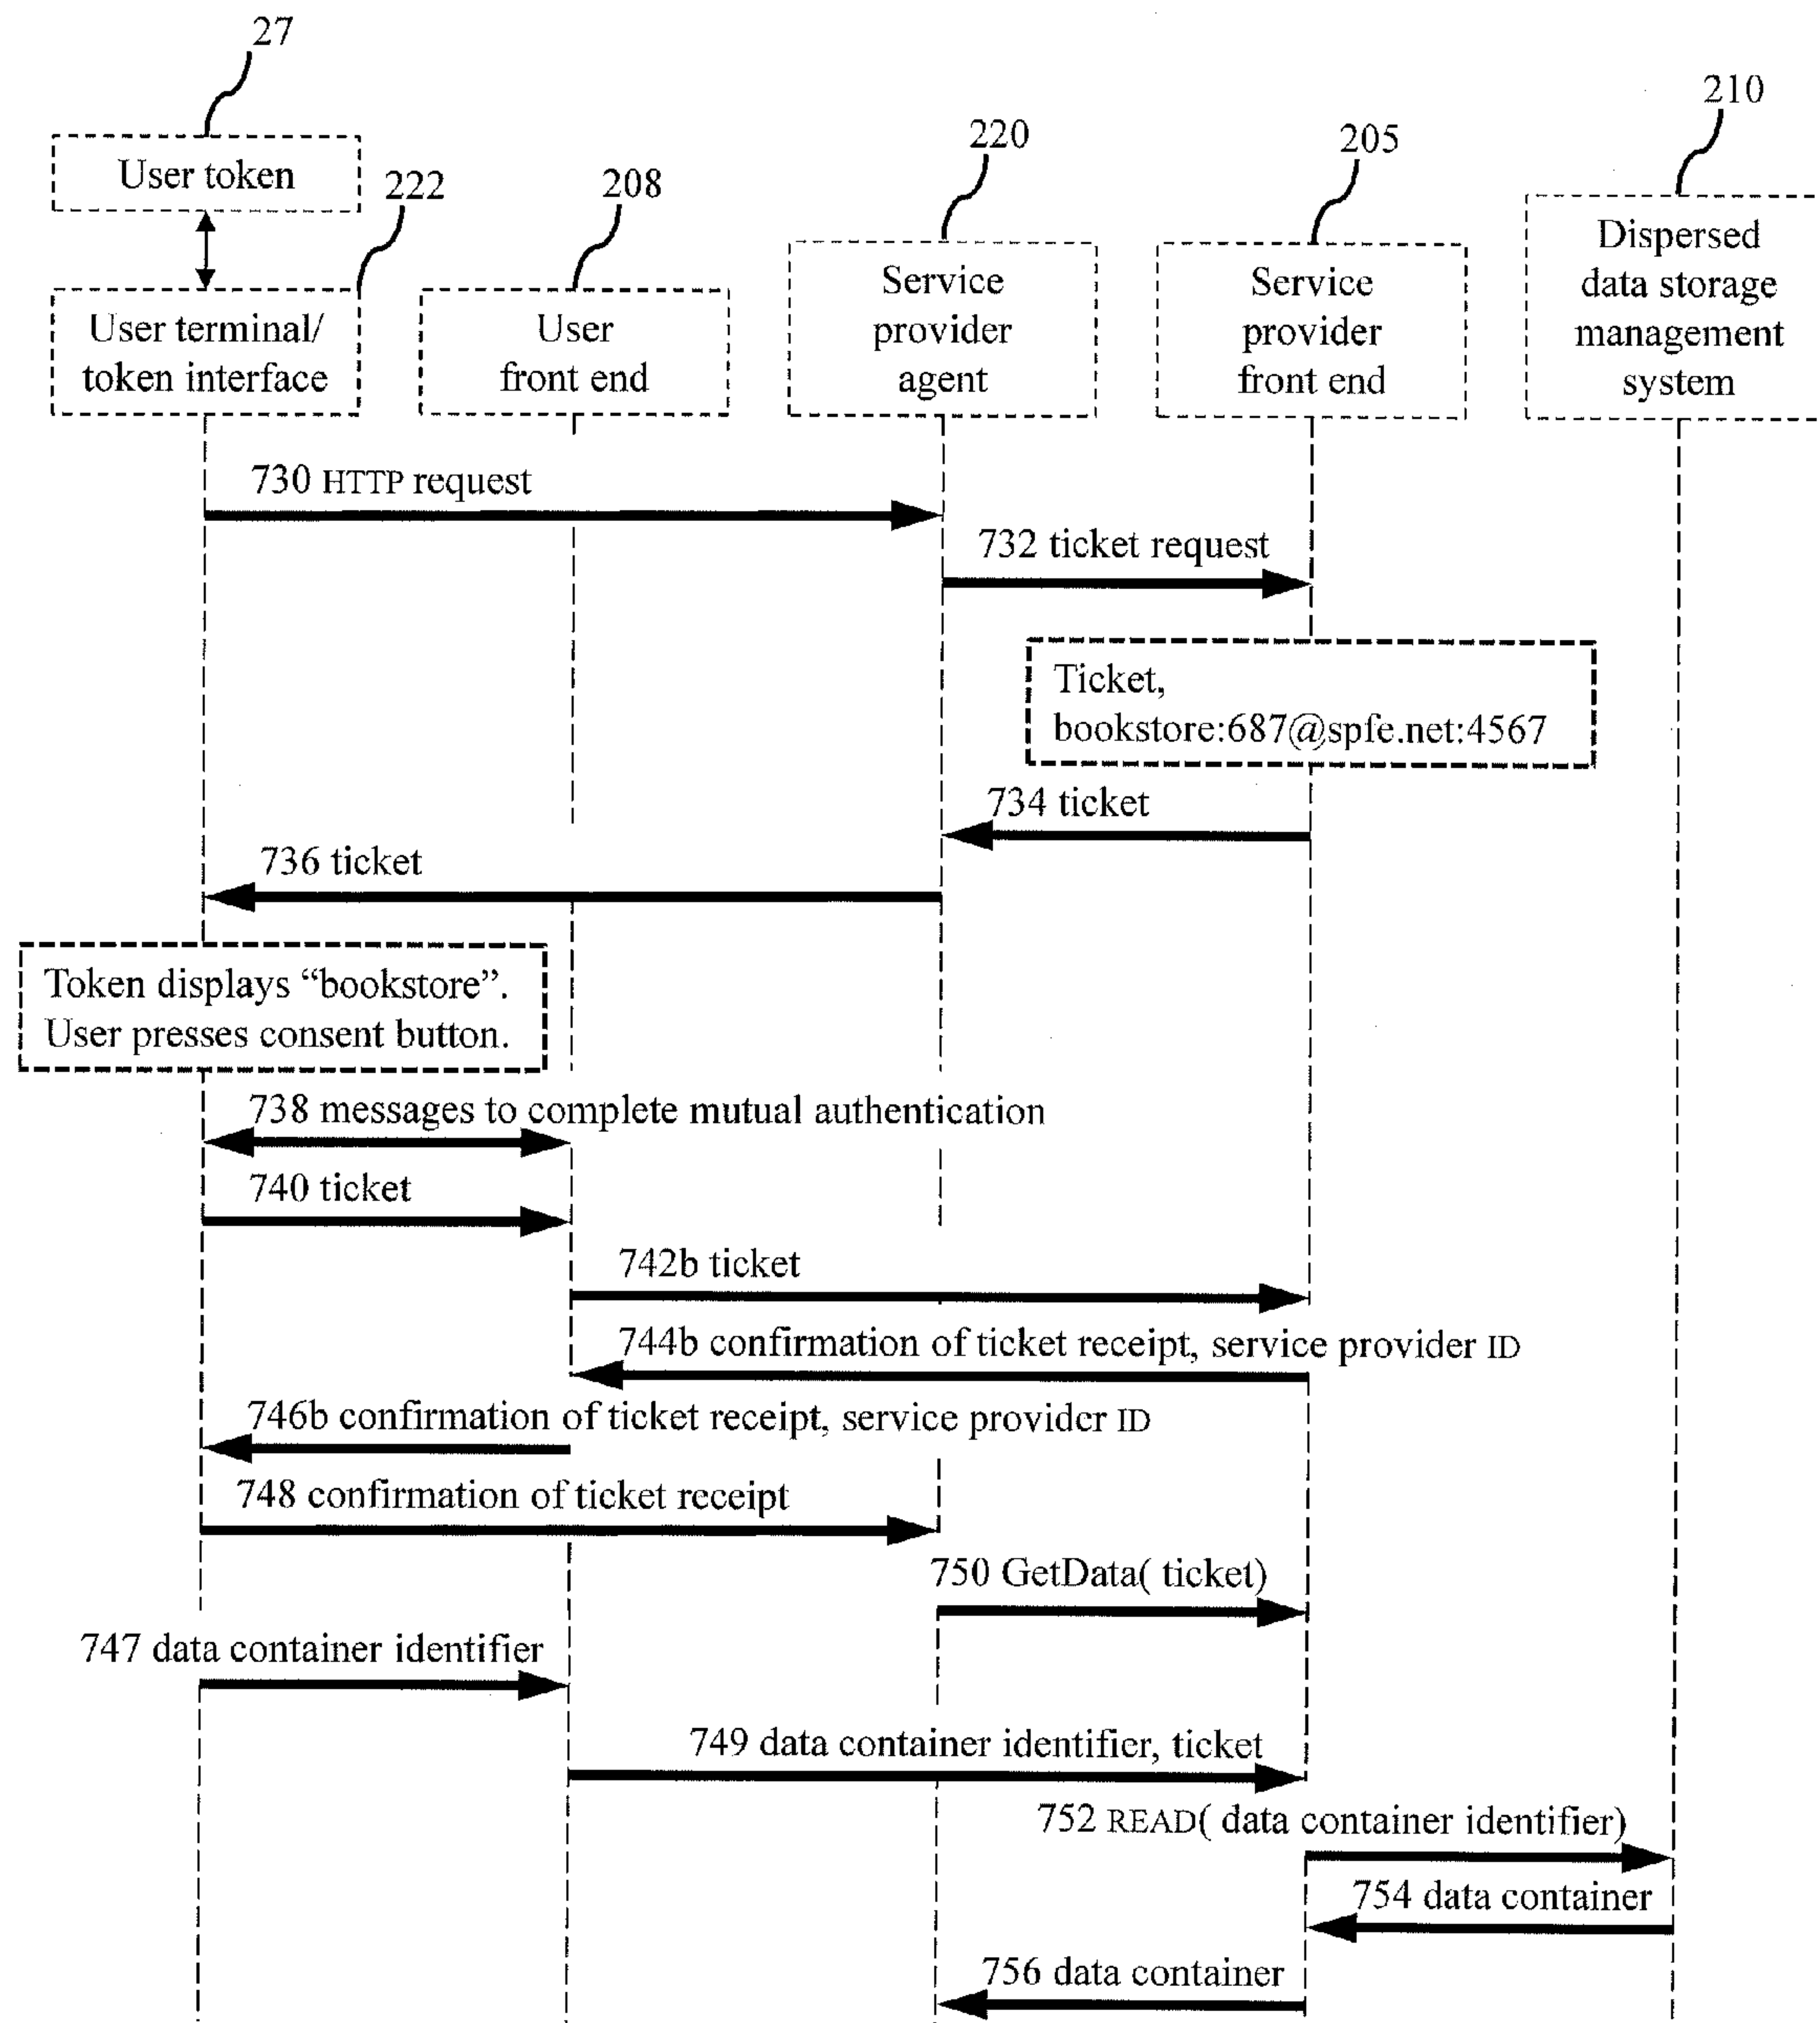 27
210
220
205
User token
222
208
Dispersed
data storage
management
system
Service
provider
agent
Service
provider
front end
User terminal/
token interface
User
front end
730 HTTP request
732 ticket request
Ticket,
bookstore:687@spfe.net:4567
734 ticket
736 ticket
Token displays “bookstore”.
User presses consent button.
738 messages to complete mutual authentication
740 ticket
742b ticket
744b confirmation of ticket receipt, service provider ID
746b confirmation of ticket receipt, service provider ID
748 confirmation of ticket receipt
750 GetData( ticket)
747 data container identifier
749 data container identifier, ticket
752 READ( data container identifier)
754 data container
756 data container